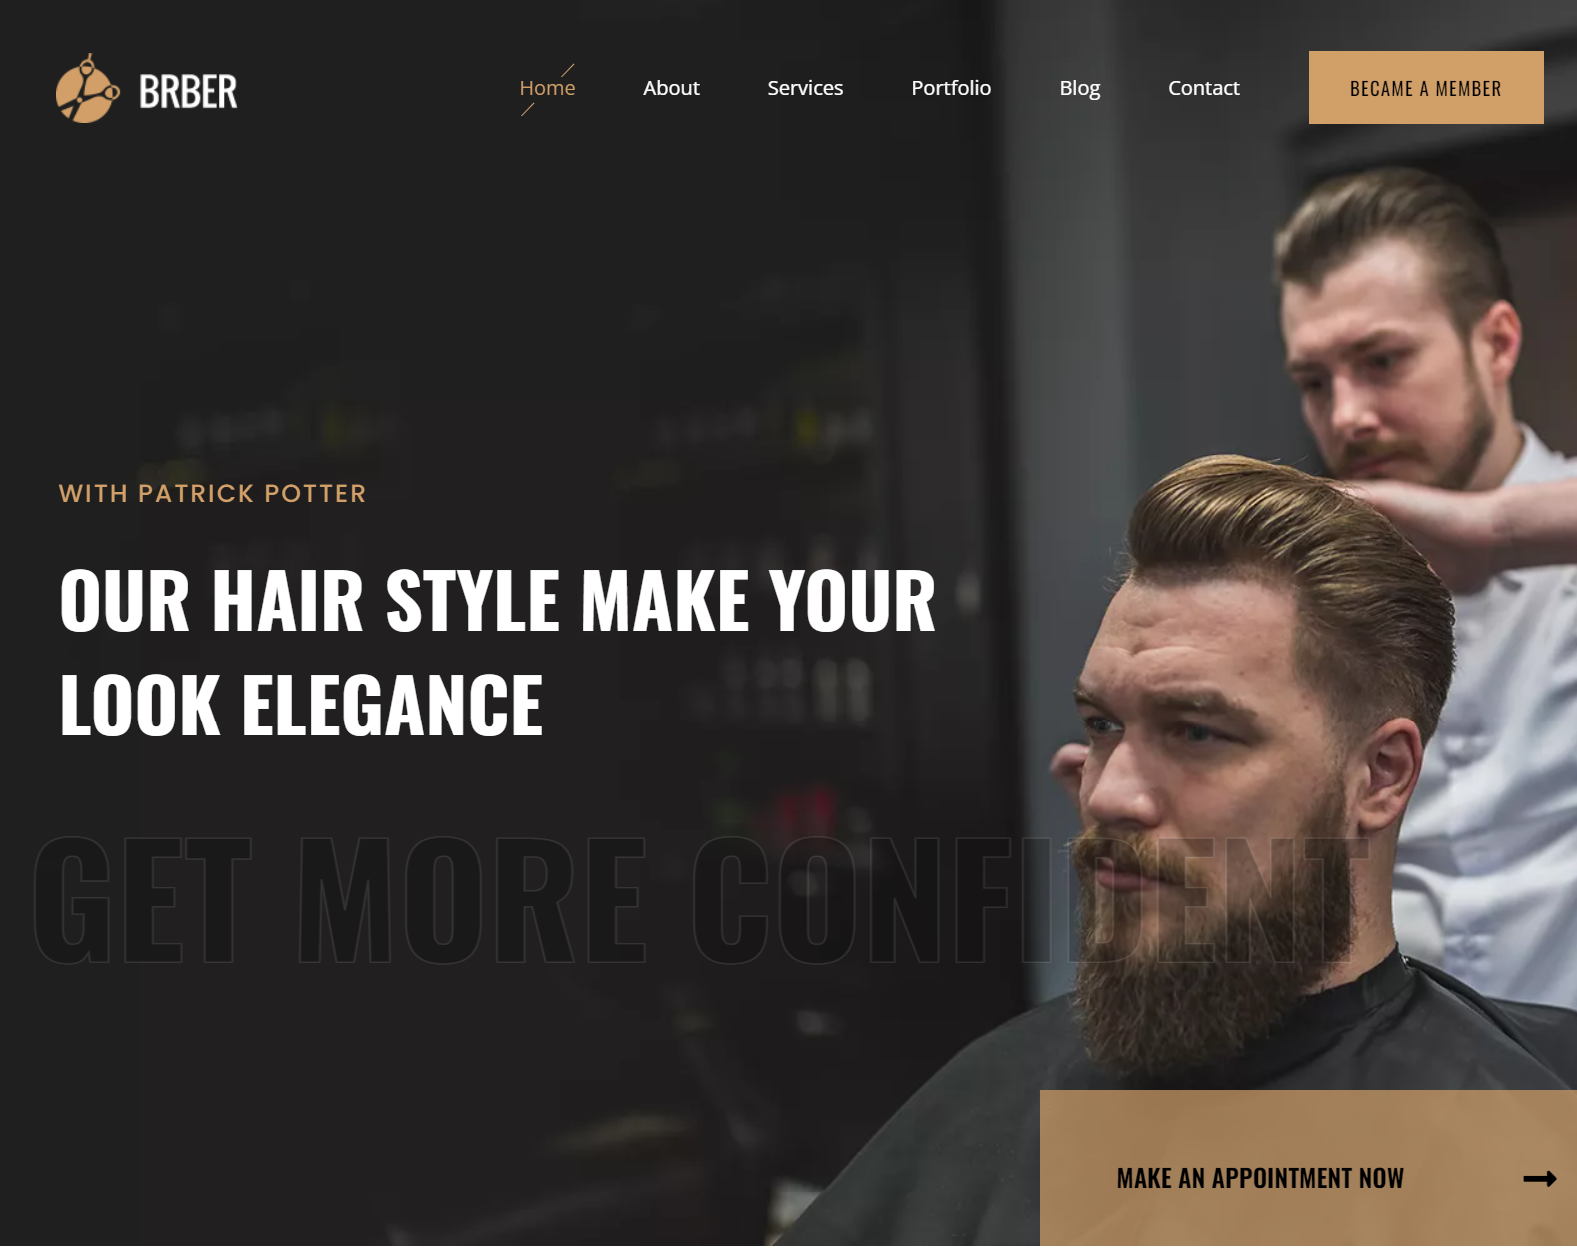 BRBER
Home
About
Services
Portfolio
Blog
Contact
BECAME A MEMBER
WITH PATRICK POTTER
OUR HAIR STYLE MAKE YOUR
LOOK ELEGANCE
GET MORE CONFIDENT
MAKE AN APPOINTMENT NOW